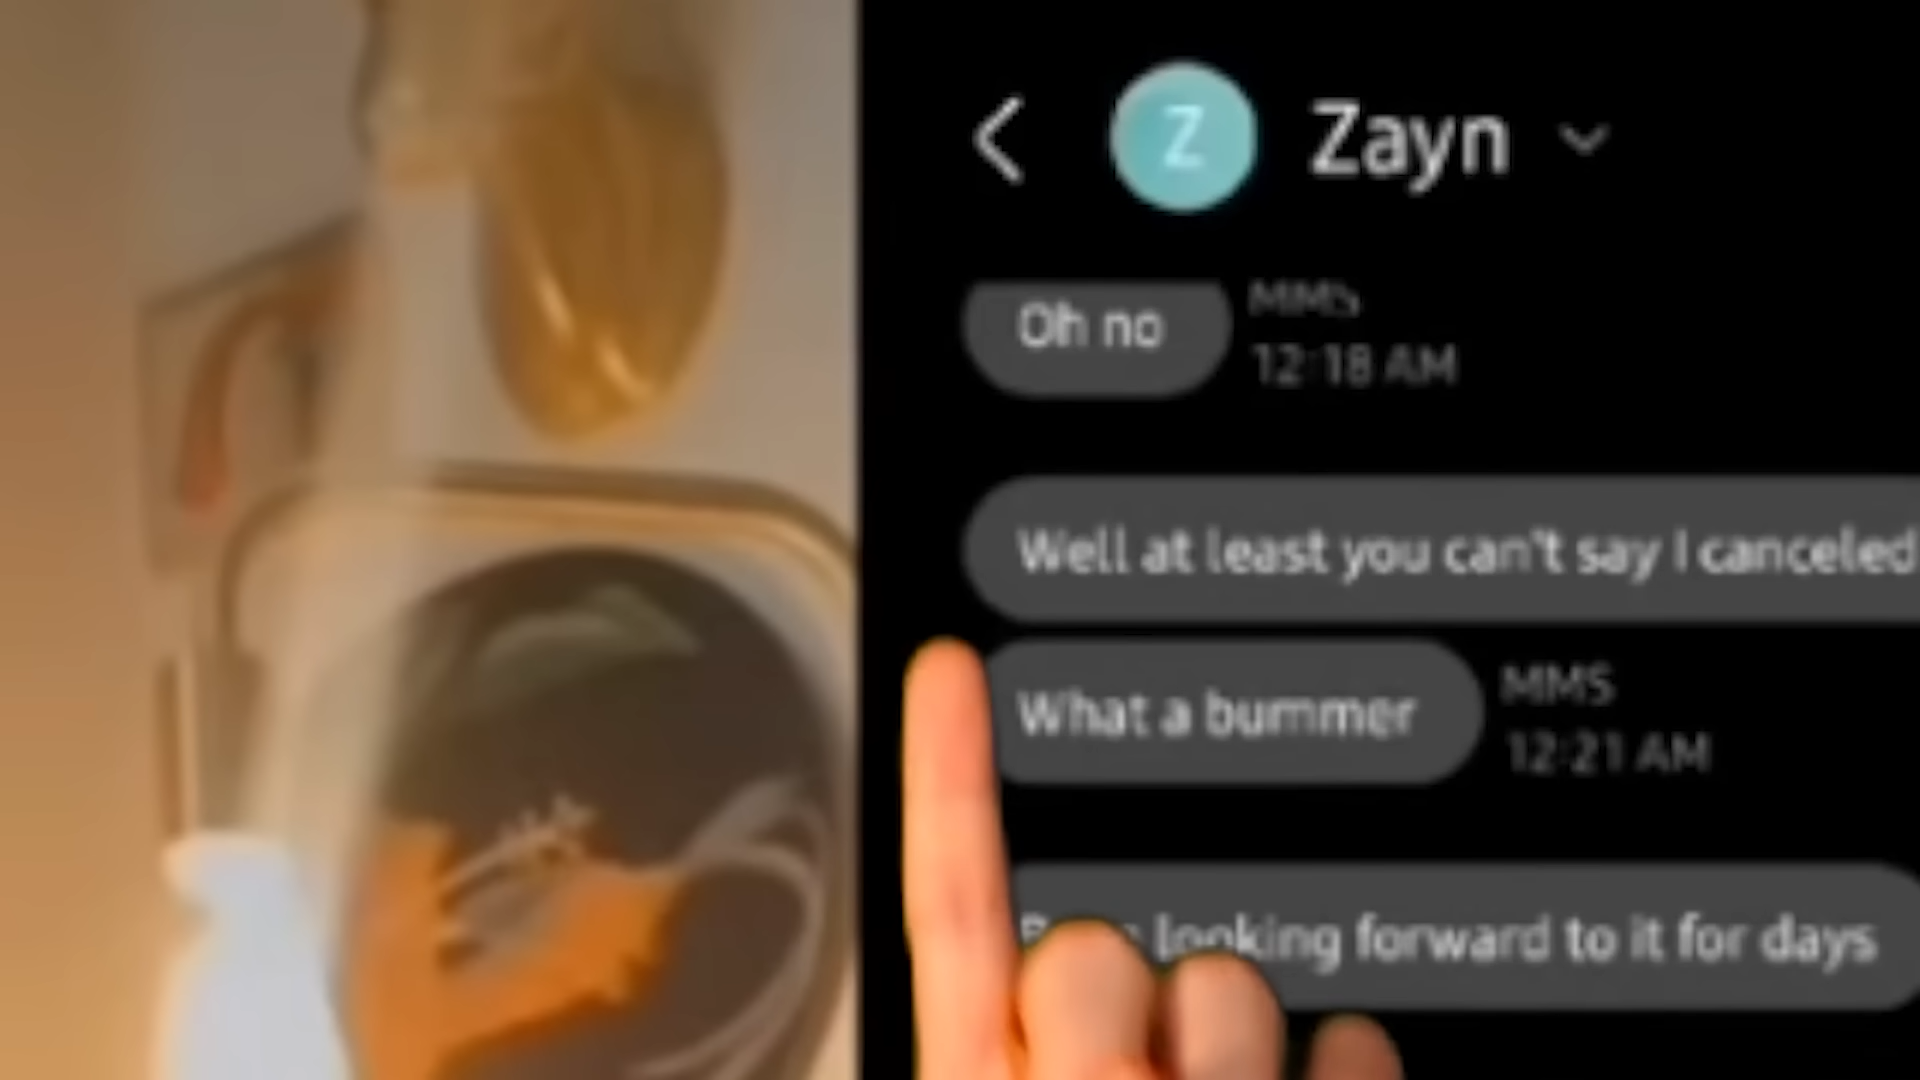 Z
Zayn
Oh no
MMS
12:18 AM
Well at least you can't say I canceled
What a bummer
MMS
12:21 AM
looking forward to it for days